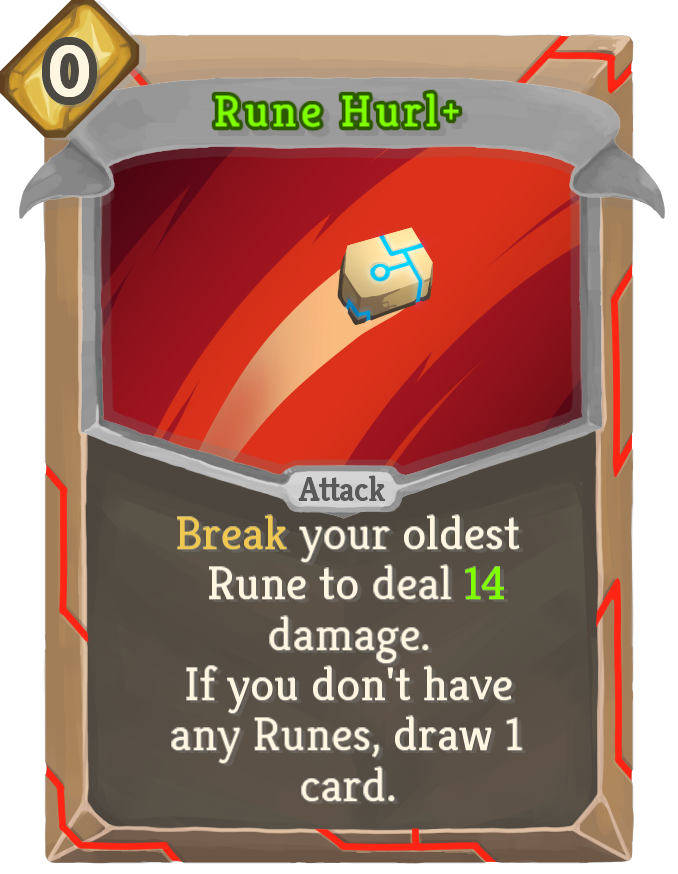 0
Rune Hurl+
Attack
Break your oldest
Rune to deal 14
damage.
If you don't have
any Runes, draw 1
card.